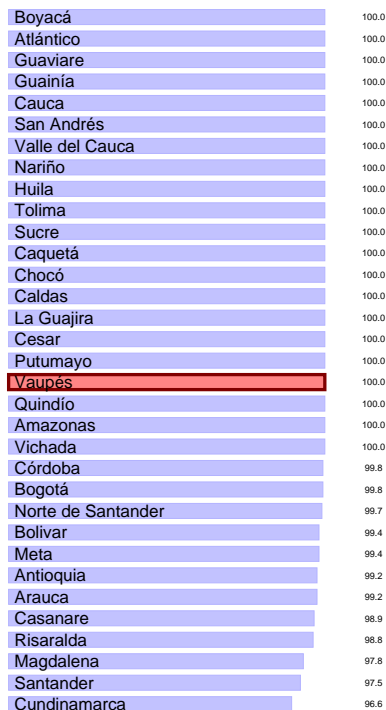 Boyacá 100.0
Atlántico 100.0
Guaviare 100.0
Guainía 100.0
Cauca 100.0
San Andrés 100.0
Valle del Cauca 100.0
Nariño 100.0
Huila 100.0
Tolima 100.0
Sucre 100.0
Caquetá 100.0
Chocó 100.0
Caldas 100.0
La Guajira 100.0
Cesar 100.0
Putumayo 100.0
Vaupés 100.0
Quindío 100.0
Amazonas 100.0
Vichada 100.0
Córdoba 99.8
Bogotá 99.8
Norte de Santander 99.7
Bolivar 99.4
Meta 99.4
Antioquia 99.2
Arauca 99.2
Casanare 98.9
Risaralda 98.8
Magdalena 97.8
Santander 97.5
Cundinamarca 96.6